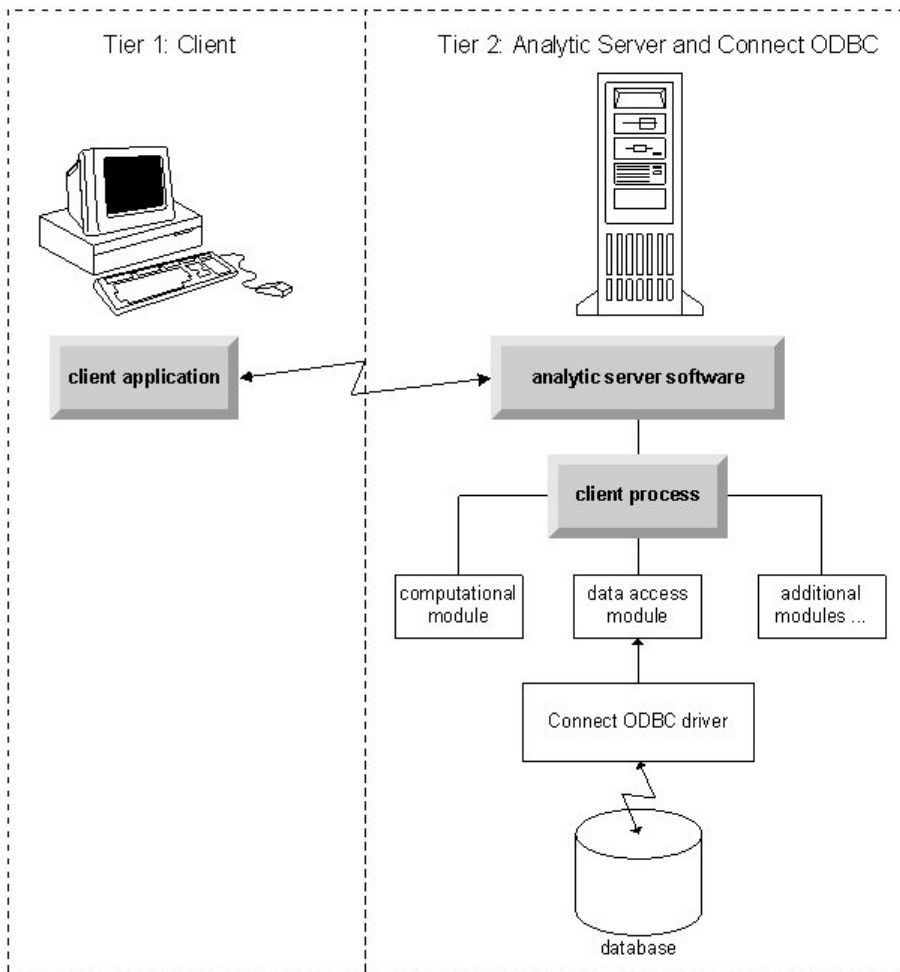 Tier 1: Client
Tier 2: Analytic Server and Connect ODBC
client application
analytic server software
client process
computational
module
data access
module
additional
modules ...
Connect ODBC driver
database